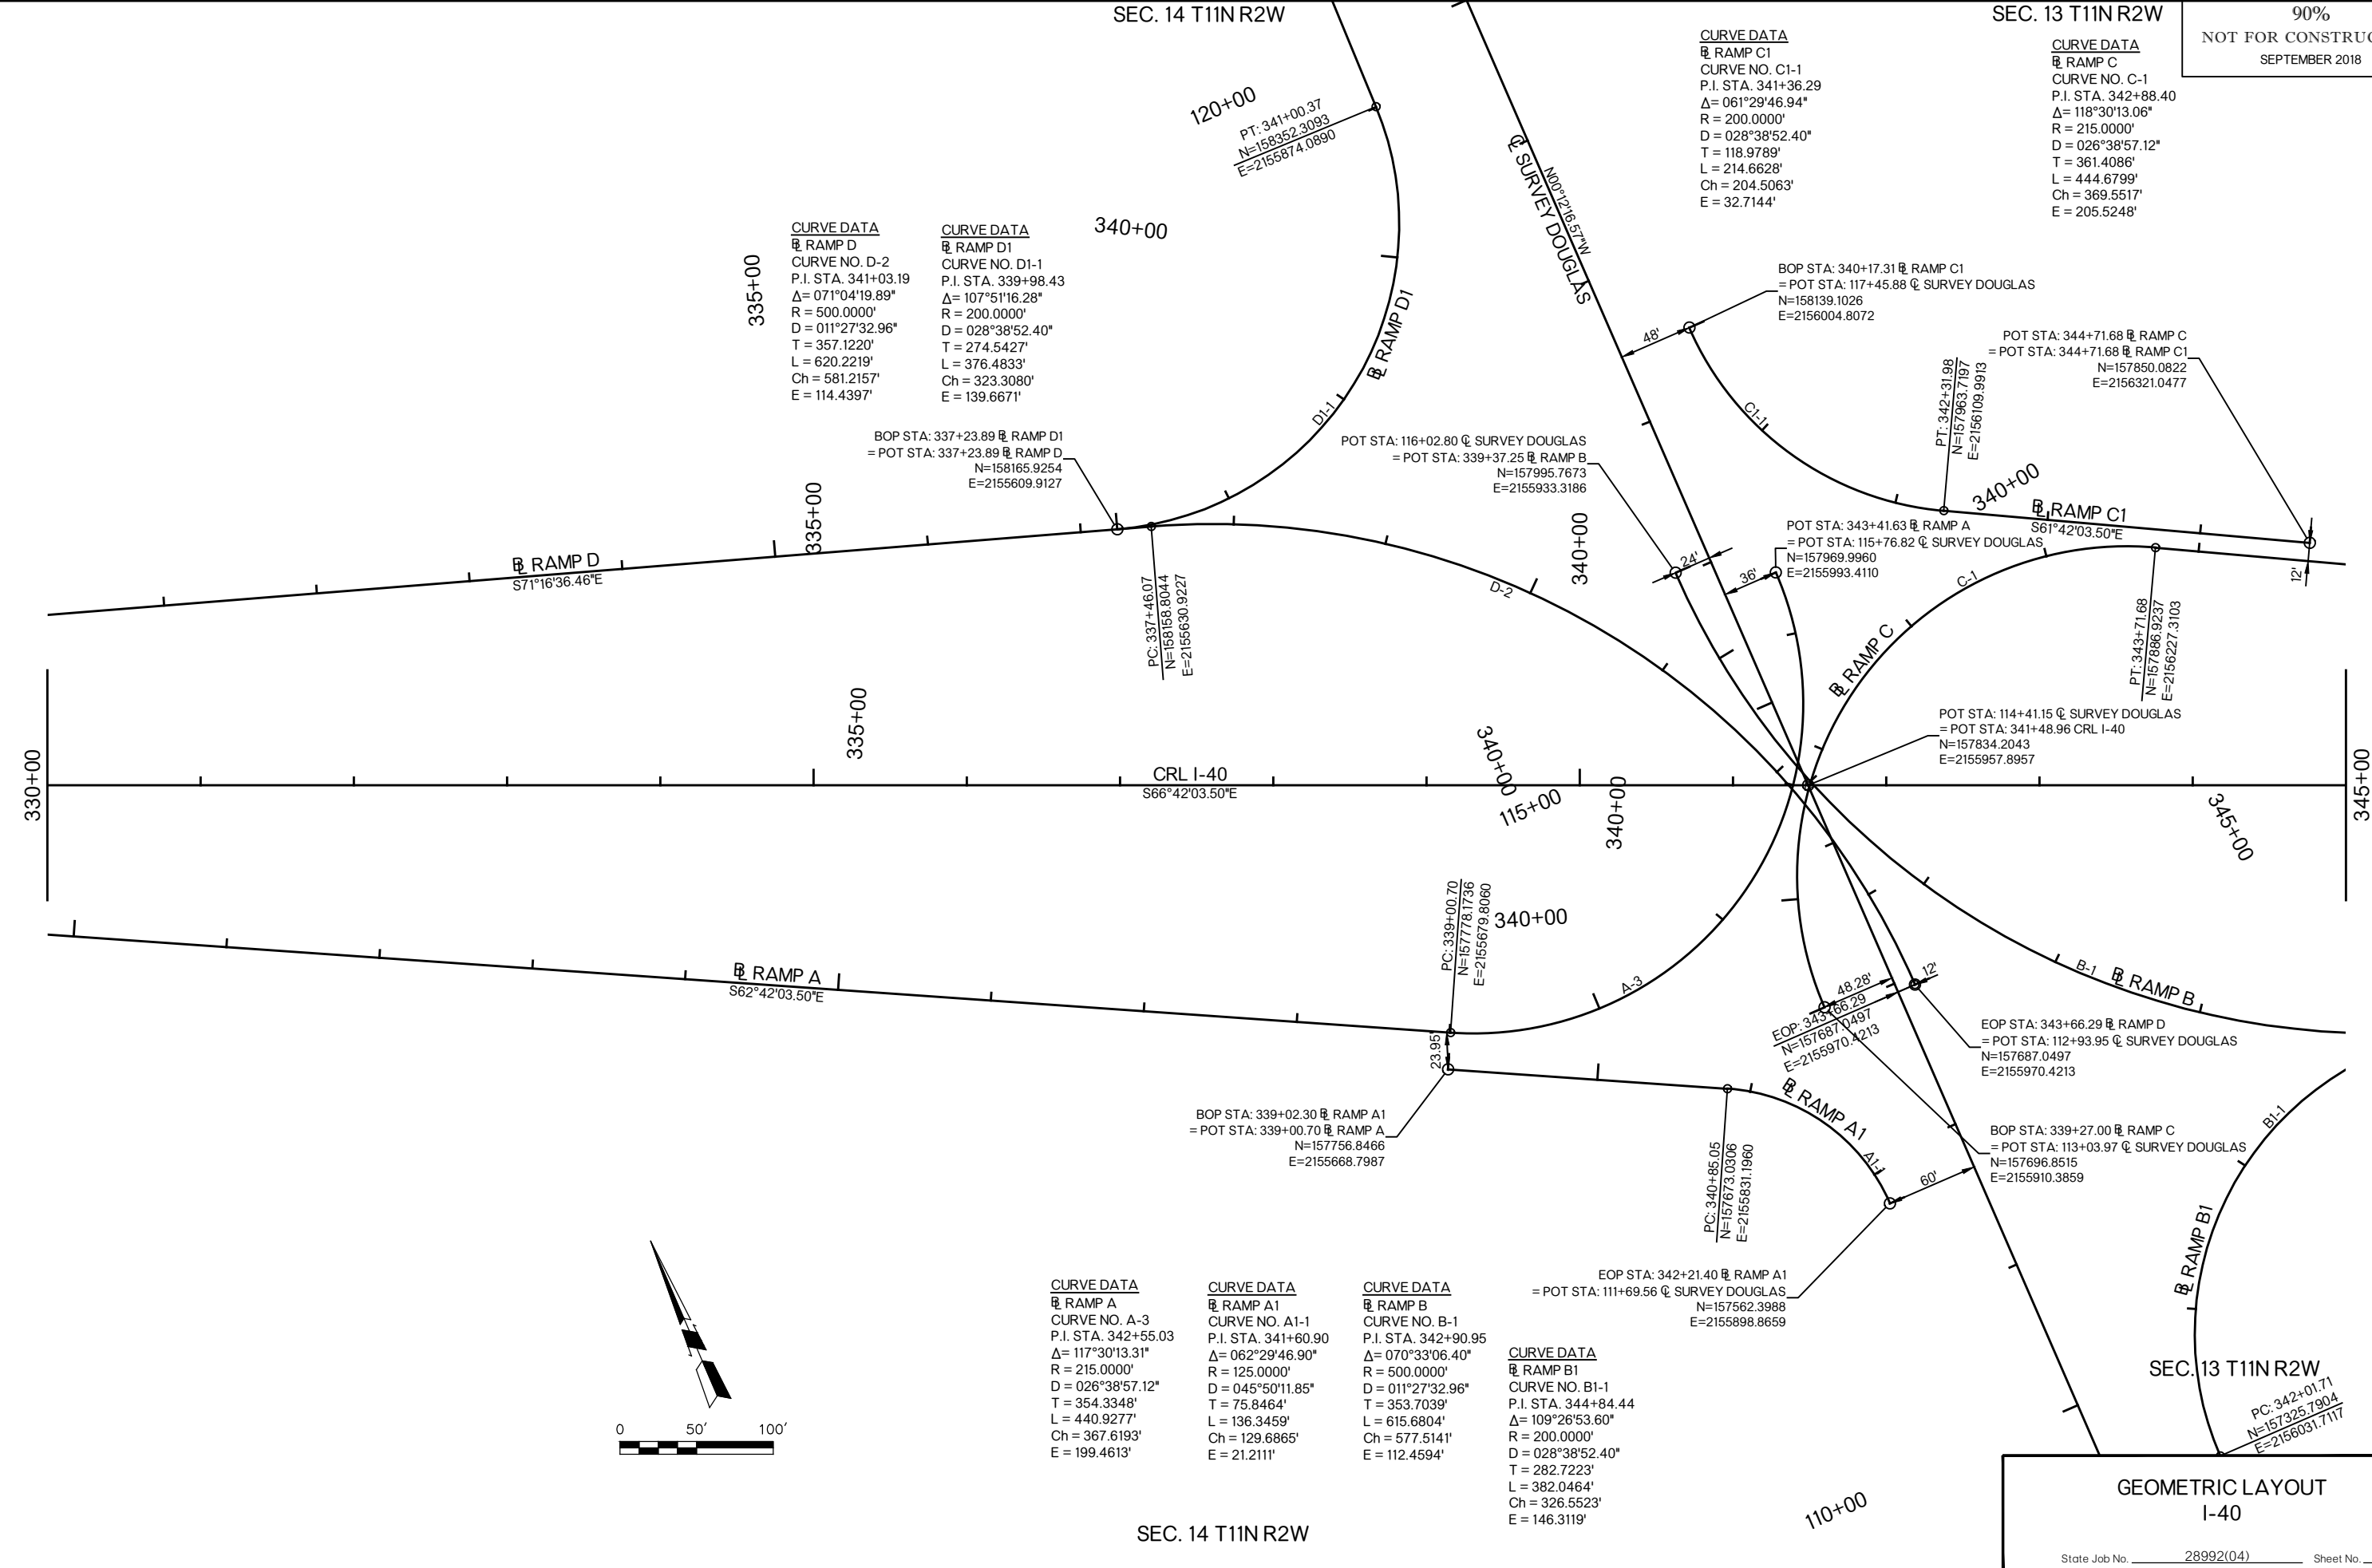 SEC. 14 T11N R2W
SEC. 13 T11N R2W
90%
SEPTEMBER 2018
NOT FOR
CURVE DATA
B̵L RAMP C1
CURVE NO. C1-1
P.I. STA. 341+36.29
Δ= 061°29'46.94"
R = 200.0000'
D = 028°38'52.40"
T = 118.9789'
L = 214.6628'
Ch = 204.5063'
E = 32.7144'
CURVE DATA
B̵L RAMP C
CURVE NO. C-1
P.I. STA. 342+88.40
Δ= 118°30'13.06"
R = 215.0000'
D = 026°38'57.12"
T = 361.4086'
L = 444.6799'
Ch = 369.5517'
E = 205.5248'
120+00
PT: 341+00.37
N=158352.3093
E=2155874.0890
℄ SURVEY DOUGLAS
N00°12'16.57"W
CURVE DATA
B̵L RAMP D
CURVE NO. D-2
P.I. STA. 341+03.19
Δ= 071°04'19.89"
R = 500.0000'
D = 011°27'32.96"
T = 357.1220'
L = 620.2219'
Ch = 581.2157'
E = 114.4397'
CURVE DATA
B̵L RAMP D1
CURVE NO. D1-1
P.I. STA. 339+98.43
Δ= 107°51'16.28"
R = 200.0000'
D = 028°38'52.40"
T = 274.5427'
L = 376.4833'
Ch = 323.3080'
E = 139.6671'
340+00
335+00
B̵L RAMP D1
D1-1
BOP STA: 340+17.31 B̵L RAMP C1
= POT STA: 117+45.88 ℄ SURVEY DOUGLAS
N=158139.1026
E=2156004.8072
48'
C1-1
POT STA: 344+71.68 B̵L RAMP C
= POT STA: 344+71.68 B̵L RAMP C1
N=157850.0822
E=2156321.0477
PT: 342+31.98
N=157963.7197
E=2156109.9913
BOP STA: 337+23.89 B̵L RAMP D1
= POT STA: 337+23.89 B̵L RAMP D
N=158165.9254
E=2155609.9127
POT STA: 116+02.80 ℄ SURVEY DOUGLAS
= POT STA: 339+37.25 B̵L RAMP B
N=157995.7673
E=2155933.3186
340+00
B̵L RAMP C1
S61°42'03.50"E
335+00
340+00
POT STA: 343+41.63 B̵L RAMP A
= POT STA: 115+76.82 ℄ SURVEY DOUGLAS
N=157969.9960
E=2155993.4110
24'
36'
12'
B̵L RAMP D
S71°16'36.46"E
D-2
C-1
PC: 337+46.07
N=158158.8044
E=2155630.9227
B̵L RAMP C
PT: 343+71.68
N=157886.9237
E=2156227.3103
335+00
POT STA: 114+41.15 ℄ SURVEY DOUGLAS
= POT STA: 341+48.96 CRL I-40
N=157834.2043
E=2155957.8957
330+00
CRL I-40
S66°42'03.50"E
340+00
115+00
340+00
345+00
345+00
PC: 339+00.70
N=157778.1736
E=2155679.8060
340+00
B̵L RAMP A
S62°42'03.50"E
A-3
B-1
B̵L RAMP B
48.28'
12'
EOP: 343+66.29
N=157687.0497
E=2155970.4213
EOP STA: 343+66.29 B̵L RAMP D
= POT STA: 112+93.95 ℄ SURVEY DOUGLAS
N=157687.0497
E=2155970.4213
23.95'
BOP STA: 339+02.30 B̵L RAMP A1
= POT STA: 339+00.70 B̵L RAMP A
N=157756.8466
E=2155668.7987
B̵L RAMP A1
A1-1
PC: 340+85.05
N=157673.0306
E=2155831.1960
60'
BOP STA: 339+27.00 B̵L RAMP C
= POT STA: 113+03.97 ℄ SURVEY DOUGLAS
N=157696.8515
E=2155910.3859
B1-1
B̵L RAMP B1
EOP STA: 342+21.40 B̵L RAMP A1
= POT STA: 111+69.56 ℄ SURVEY DOUGLAS
N=157562.3988
E=2155898.8659
CURVE DATA
B̵L RAMP A
CURVE NO. A-3
P.I. STA. 342+55.03
Δ= 117°30'13.31"
R = 215.0000'
D = 026°38'57.12"
T = 354.3348'
L = 440.9277'
Ch = 367.6193'
E = 199.4613'
CURVE DATA
B̵L RAMP A1
CURVE NO. A1-1
P.I. STA. 341+60.90
Δ= 062°29'46.90"
R = 125.0000'
D = 045°50'11.85"
T = 75.8464'
L = 136.3459'
Ch = 129.6865'
E = 21.2111'
CURVE DATA
B̵L RAMP B
CURVE NO. B-1
P.I. STA. 342+90.95
Δ= 070°33'06.40"
R = 500.0000'
D = 011°27'32.96"
T = 353.7039'
L = 615.6804'
Ch = 577.5141'
E = 112.4594'
CURVE DATA
B̵L RAMP B1
CURVE NO. B1-1
P.I. STA. 344+84.44
Δ= 109°26'53.60"
R = 200.0000'
D = 028°38'52.40"
T = 282.7223'
L = 382.0464'
Ch = 326.5523'
E = 146.3119'
0 50' 100'
SEC. 13 T11N R2W
PC: 342+01.71
N=157325.7904
E=2156031.7117
110+00
SEC. 14 T11N R2W
GEOMETRIC LAYOUT
I-40
State Job No. 28992(04) Sheet No.